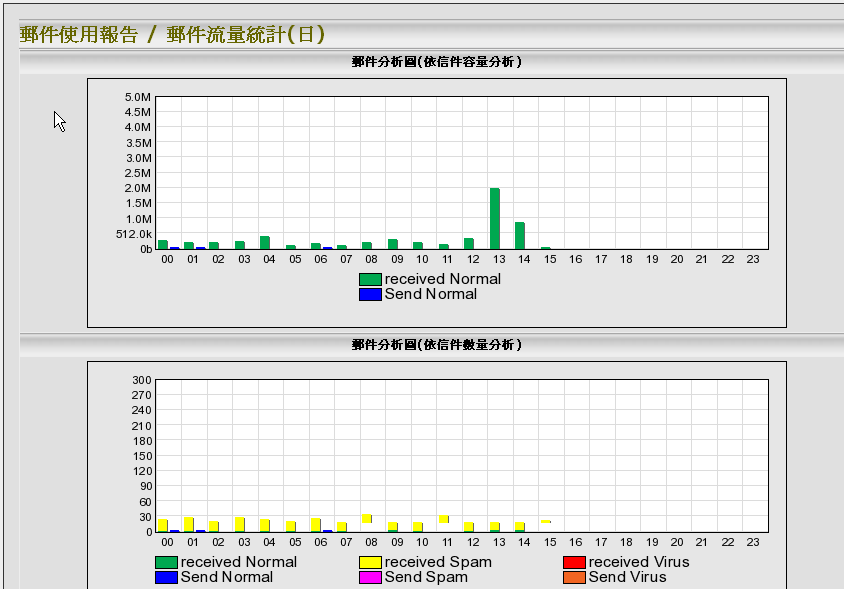 郵件使用報告 / 郵件流量統計(日)
郵件分析圖(依信件容量分析)
5.0M
4.5M
4.0M
3.5M
3.0M
2.5M
2.0M
1.5M
1.0M
512.0k
0b
00 01 02 03 04 05 06 07 08 09 10 11 12 13 14 15 16 17 18 19 20 21 22 23
received Normal
Send Normal
郵件分析圖(依信件數量分析)
300
270
240
210
180
150
120
90
60
30
0
00 01 02 03 04 05 06 07 08 09 10 11 12 13 14 15 16 17 18 19 20 21 22 23
received Normal received Spam received Virus
Send Normal Send Spam Send Virus